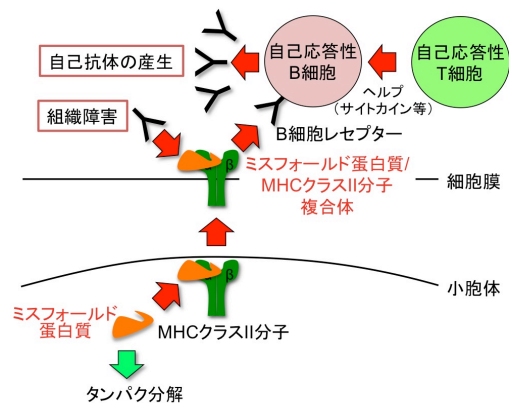 自己抗体の産生
自己応答性
B細胞
自己応答性
T細胞
ヘルプ
（サイトカイン等）
組織障害
B細胞レセプター
β
ミスフォールド蛋白質/
MHCクラスII分子
複合体
細胞膜
β
小胞体
ミスフォールド
蛋白質
MHCクラスII分子
タンパク分解